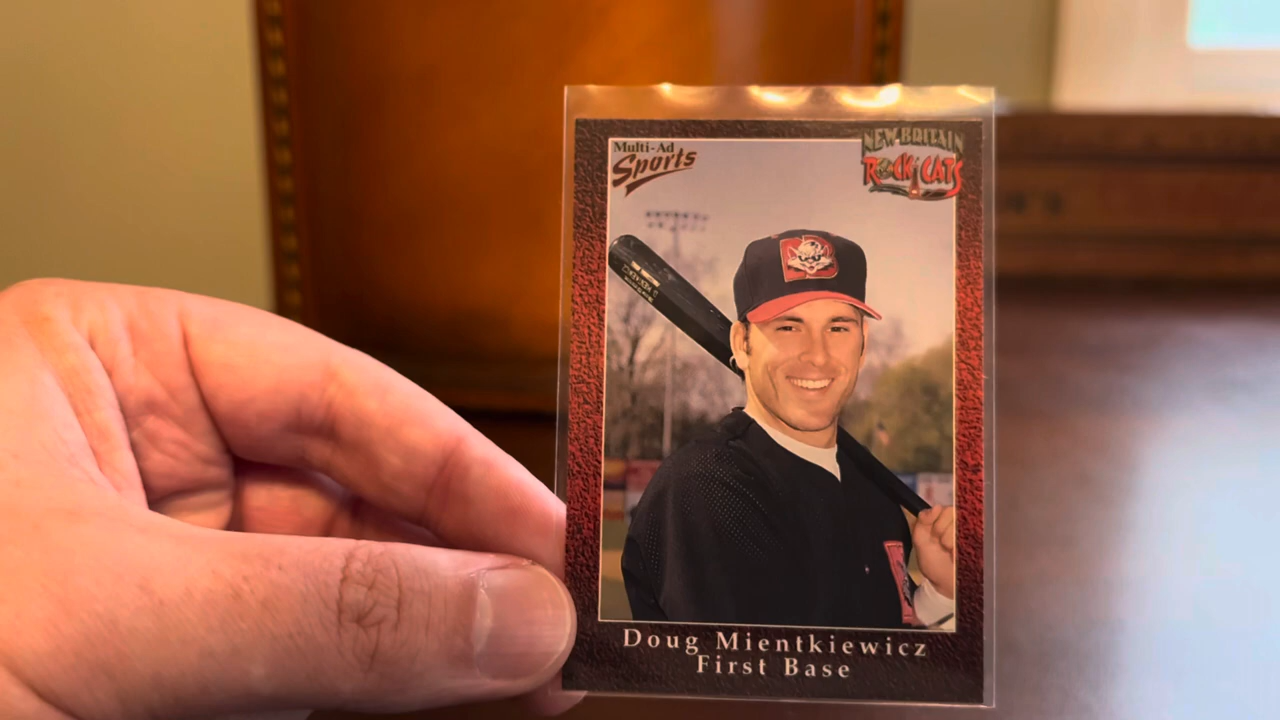 Multi-Ad
Sports
NEW BRITAIN
ROCK CATS
Doug Mientkiewicz
First Base